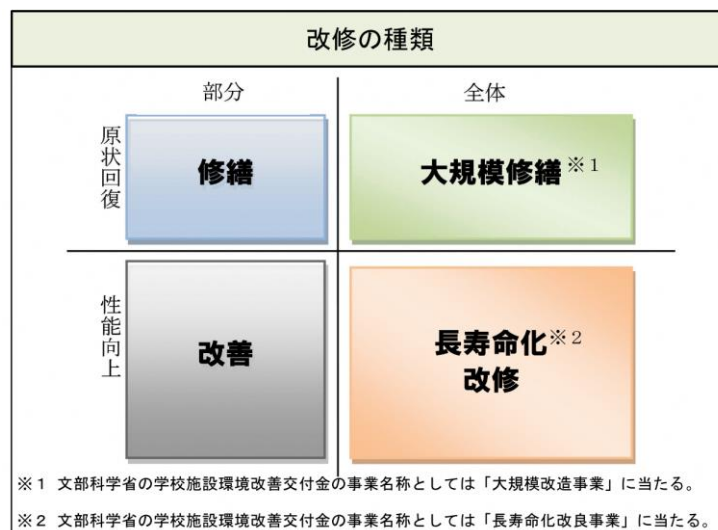 改修の種類
部分
全体
原状回復
修繕
大規模修繕※1
性能向上
改善
長寿命化※2
改修
※1 文部科学省の学校施設環境改善交付金の事業名称としては「大規模改造事業」に当たる。
※2 文部科学省の学校施設環境改善交付金の事業名称としては「長寿命化改良事業」に当たる。